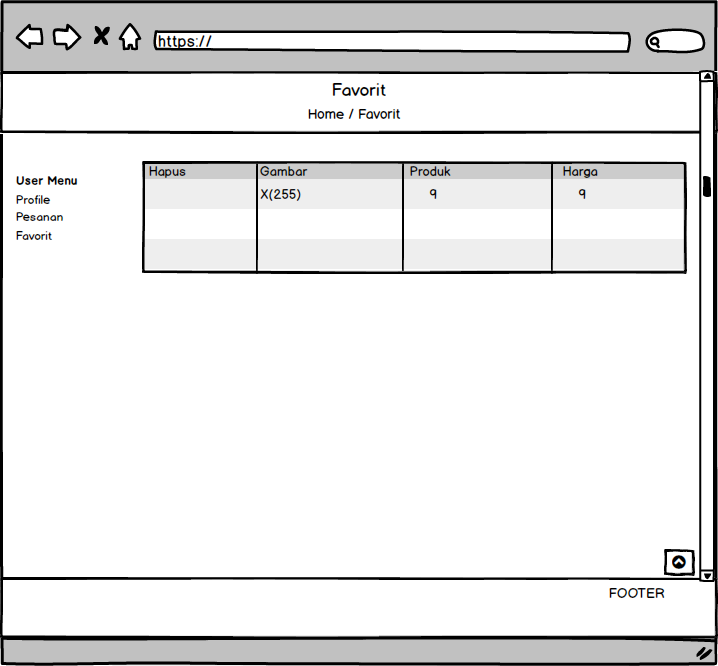 https://
Favorit
Home / Favorit
User Menu
Profile
Pesanan
Favorit
Hapus Gambar Produk Harga
X(255) 9 9
FOOTER